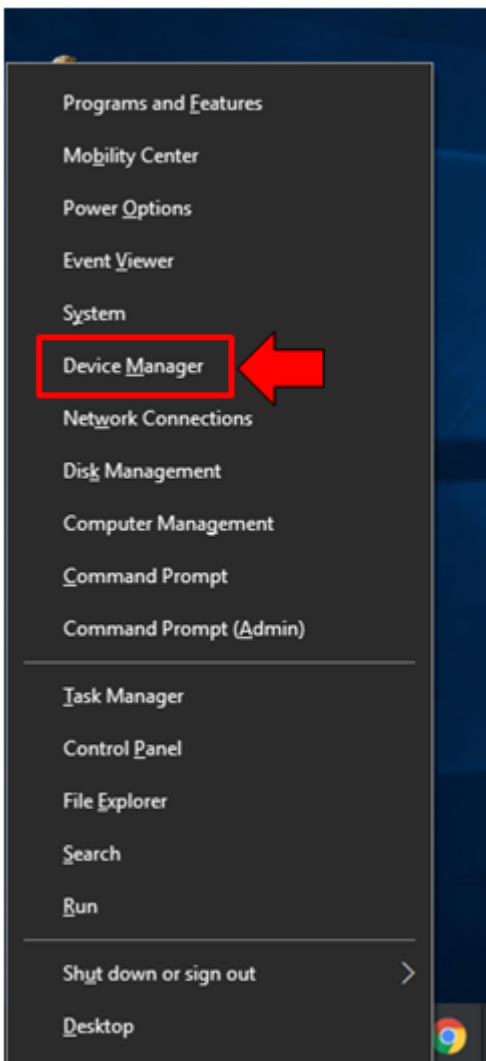 Programs and Features
Mobility Center
Power Options
Event Viewer
System
Device Manager
Network Connections
Disk Management
Computer Management
Command Prompt
Command Prompt (Admin)
Task Manager
Control Panel
File Explorer
Search
Run
Shut down or sign out
Desktop